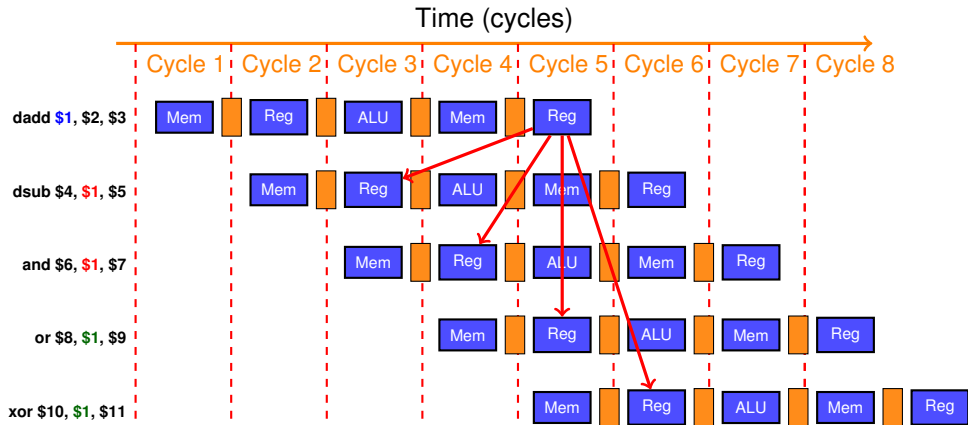 Time (cycles)
Cycle 1 Cycle 2 Cycle 3 Cycle 4 Cycle 5 Cycle 6 Cycle 7 Cycle 8
dadd $1, $2, $3 Mem Reg ALU Mem Reg
dsub $4, $1, $5 Mem Reg ALU Mem Reg
and $6, $1, $7 Mem Reg ALU Mem Reg
or $8, $1, $9 Mem Reg ALU Mem Reg
xor $10, $1, $11 Mem Reg ALU Mem Reg